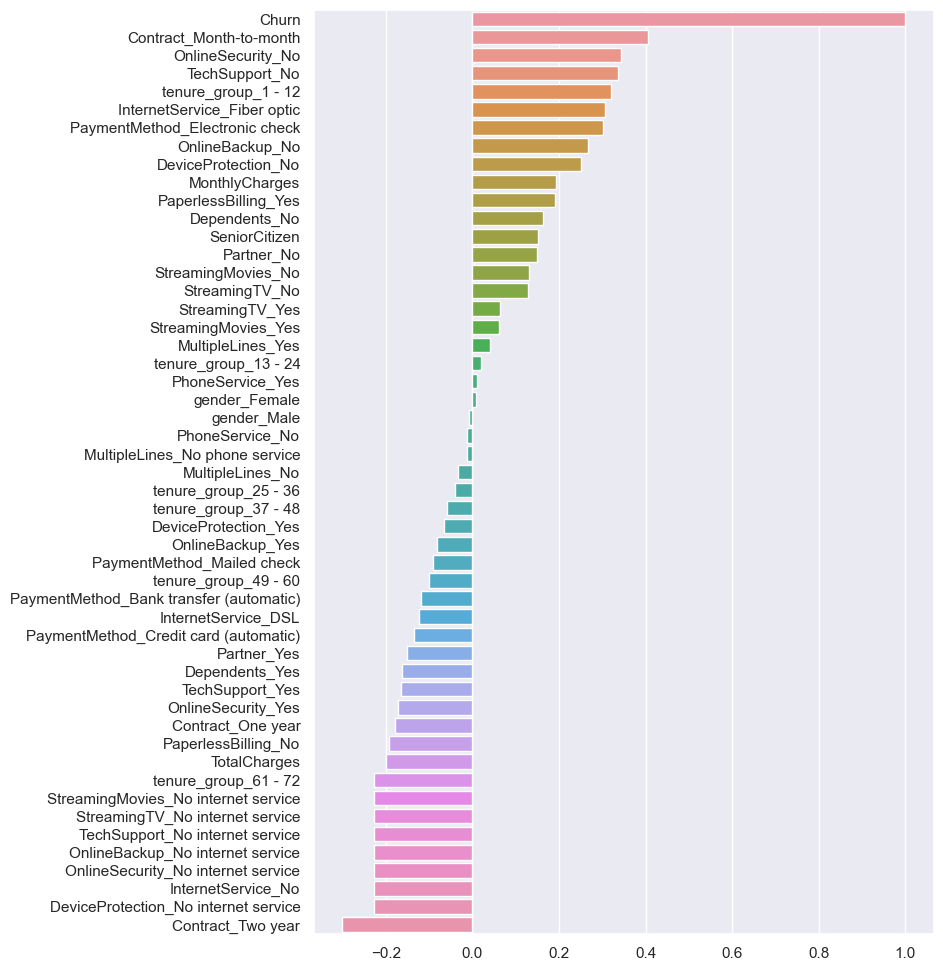 Churn
Contract_Month-to-month
OnlineSecurity_No
TechSupport_No
tenure_group_1 - 12
InternetService_Fiber optic
PaymentMethod_Electronic check
OnlineBackup_No
DeviceProtection_No
MonthlyCharges
PaperlessBilling_Yes
Dependents_No
SeniorCitizen
Partner_No
StreamingMovies_No
StreamingTV_No
StreamingTV_Yes
StreamingMovies_Yes
MultipleLines_Yes
tenure_group_13 - 24
PhoneService_Yes
gender_Female
gender_Male
PhoneService_No
MultipleLines_No phone service
MultipleLines_No
tenure_group_25 - 36
tenure_group_37 - 48
DeviceProtection_Yes
OnlineBackup_Yes
PaymentMethod_Mailed check
tenure_group_49 - 60
PaymentMethod_Bank transfer (automatic)
InternetService_DSL
PaymentMethod_Credit card (automatic)
Partner_Yes
Dependents_Yes
TechSupport_Yes
OnlineSecurity_Yes
Contract_One year
PaperlessBilling_No
TotalCharges
tenure_group_61 - 72
StreamingMovies_No internet service
StreamingTV_No internet service
TechSupport_No internet service
OnlineBackup_No internet service
OnlineSecurity_No internet service
InternetService_No
DeviceProtection_No internet service
Contract_Two year
−0.2 0.0 0.2 0.4 0.6 0.8 1.0